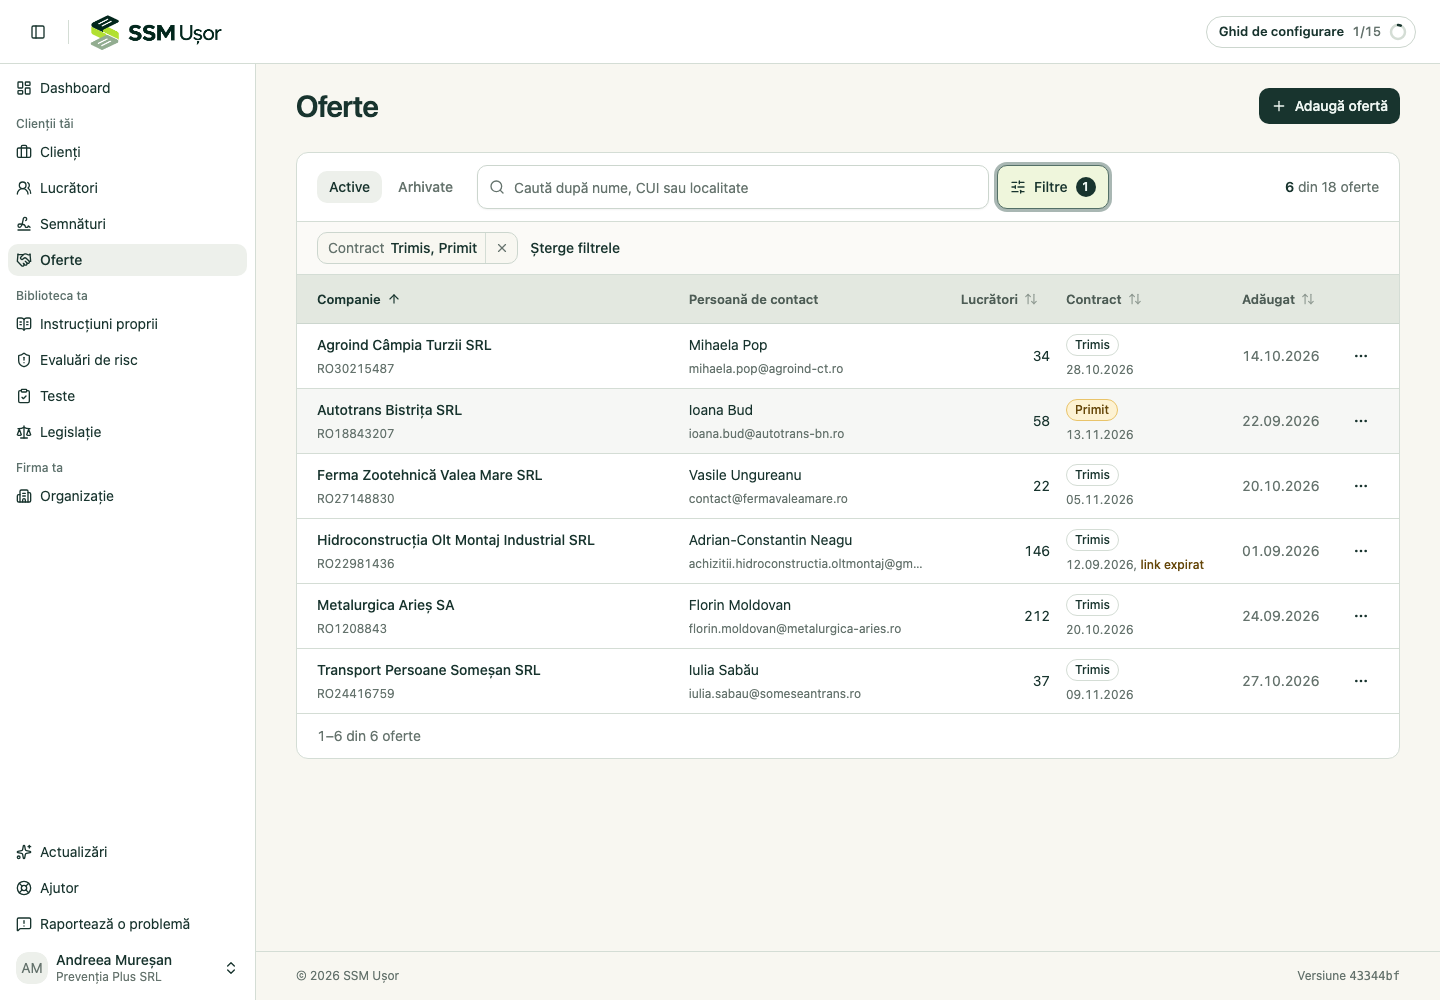 SSM Ușor
Ghid de configurare 1/15
Dashboard
Clienții tăi
Clienți
Lucrători
Semnături
Oferte
Biblioteca ta
Instrucțiuni proprii
Evaluări de risc
Teste
Legislație
Firma ta
Organizație
Actualizări
Ajutor
Raportează o problemă
AM
Andreea Mureșan
Prevenția Plus SRL
Oferte
Adaugă ofertă
Active Arhivate Caută după nume, CUI sau localitate Filtre 1 6 din 18 oferte
Contract Trimis, Primit Șterge filtrele
Companie Persoană de contact Lucrători Contract Adăugat
Agroind Câmpia Turzii SRL Mihaela Pop 34 Trimis 14.10.2026
RO30215487 mihaela.pop@agroind-ct.ro 28.10.2026
Autotrans Bistrița SRL Ioana Bud 58 Primit 22.09.2026
RO18843207 ioana.bud@autotrans-bn.ro 13.11.2026
Ferma Zootehnică Valea Mare SRL Vasile Ungureanu 22 Trimis 20.10.2026
RO27148830 contact@fermavaleamare.ro 05.11.2026
Hidroconstrucția Olt Montaj Industrial SRL Adrian-Constantin Neagu 146 Trimis 01.09.2026
RO22981436 achizitii.hidroconstructia.oltmontaj@gm... 12.09.2026, link expirat
Metalurgica Arieș SA Florin Moldovan 212 Trimis 24.09.2026
RO1208843 florin.moldovan@metalurgica-aries.ro 20.10.2026
Transport Persoane Someșan SRL Iulia Sabău 37 Trimis 27.10.2026
RO24416759 iulia.sabau@someseantrans.ro 09.11.2026
1–6 din 6 oferte
© 2026 SSM Ușor
Versiune 43344bf